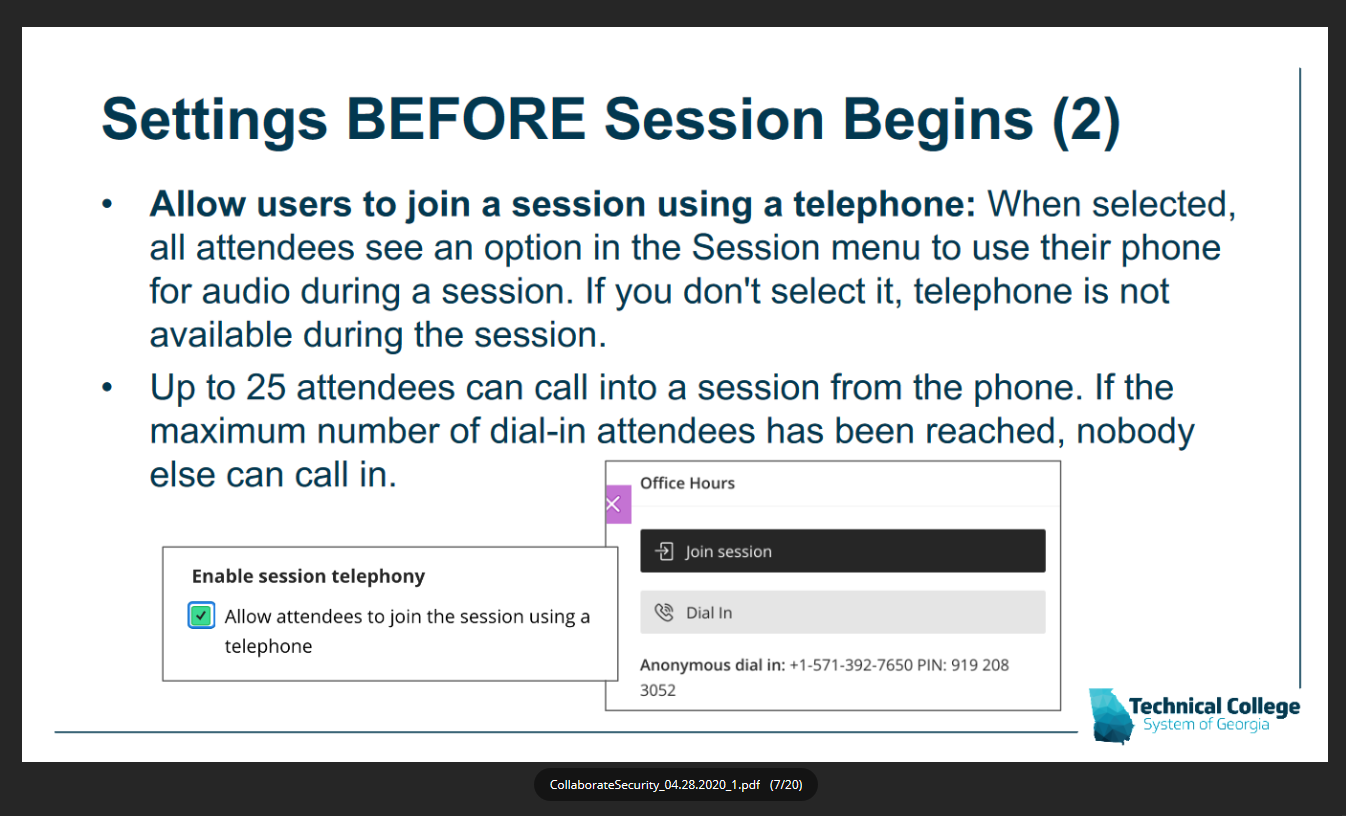 Settings BEFORE Session Begins (2)
• Allow users to join a session using a telephone: When selected,
all attendees see an option in the Session menu to use their phone
for audio during a session. If you don't select it, telephone is not
available during the session.
• Up to 25 attendees can call into a session from the phone. If the
maximum number of dial-in attendees has been reached, nobody
else can call in.
Enable session telephony
Allow attendees to join the session using a
telephone
Office Hours
Join session
Dial In
Anonymous dial in: +1-571-392-7650 PIN: 919 208
3052
Technical College
System of Georgia
CollaborateSecurity_04.28.2020_1.pdf (7/20)